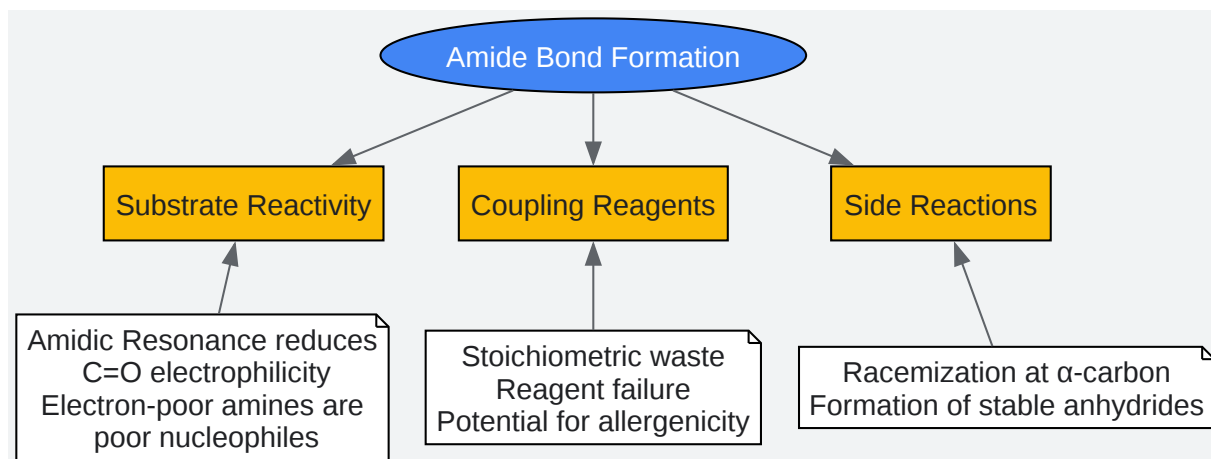 Amide Bond Formation
Substrate Reactivity
Coupling Reagents
Side Reactions
Amidic Resonance reduces
C=O electrophilicity
Electron-poor amines are
poor nucleophiles
Stoichiometric waste
Reagent failure
Potential for allergenicity
Racemization at α-carbon
Formation of stable anhydrides